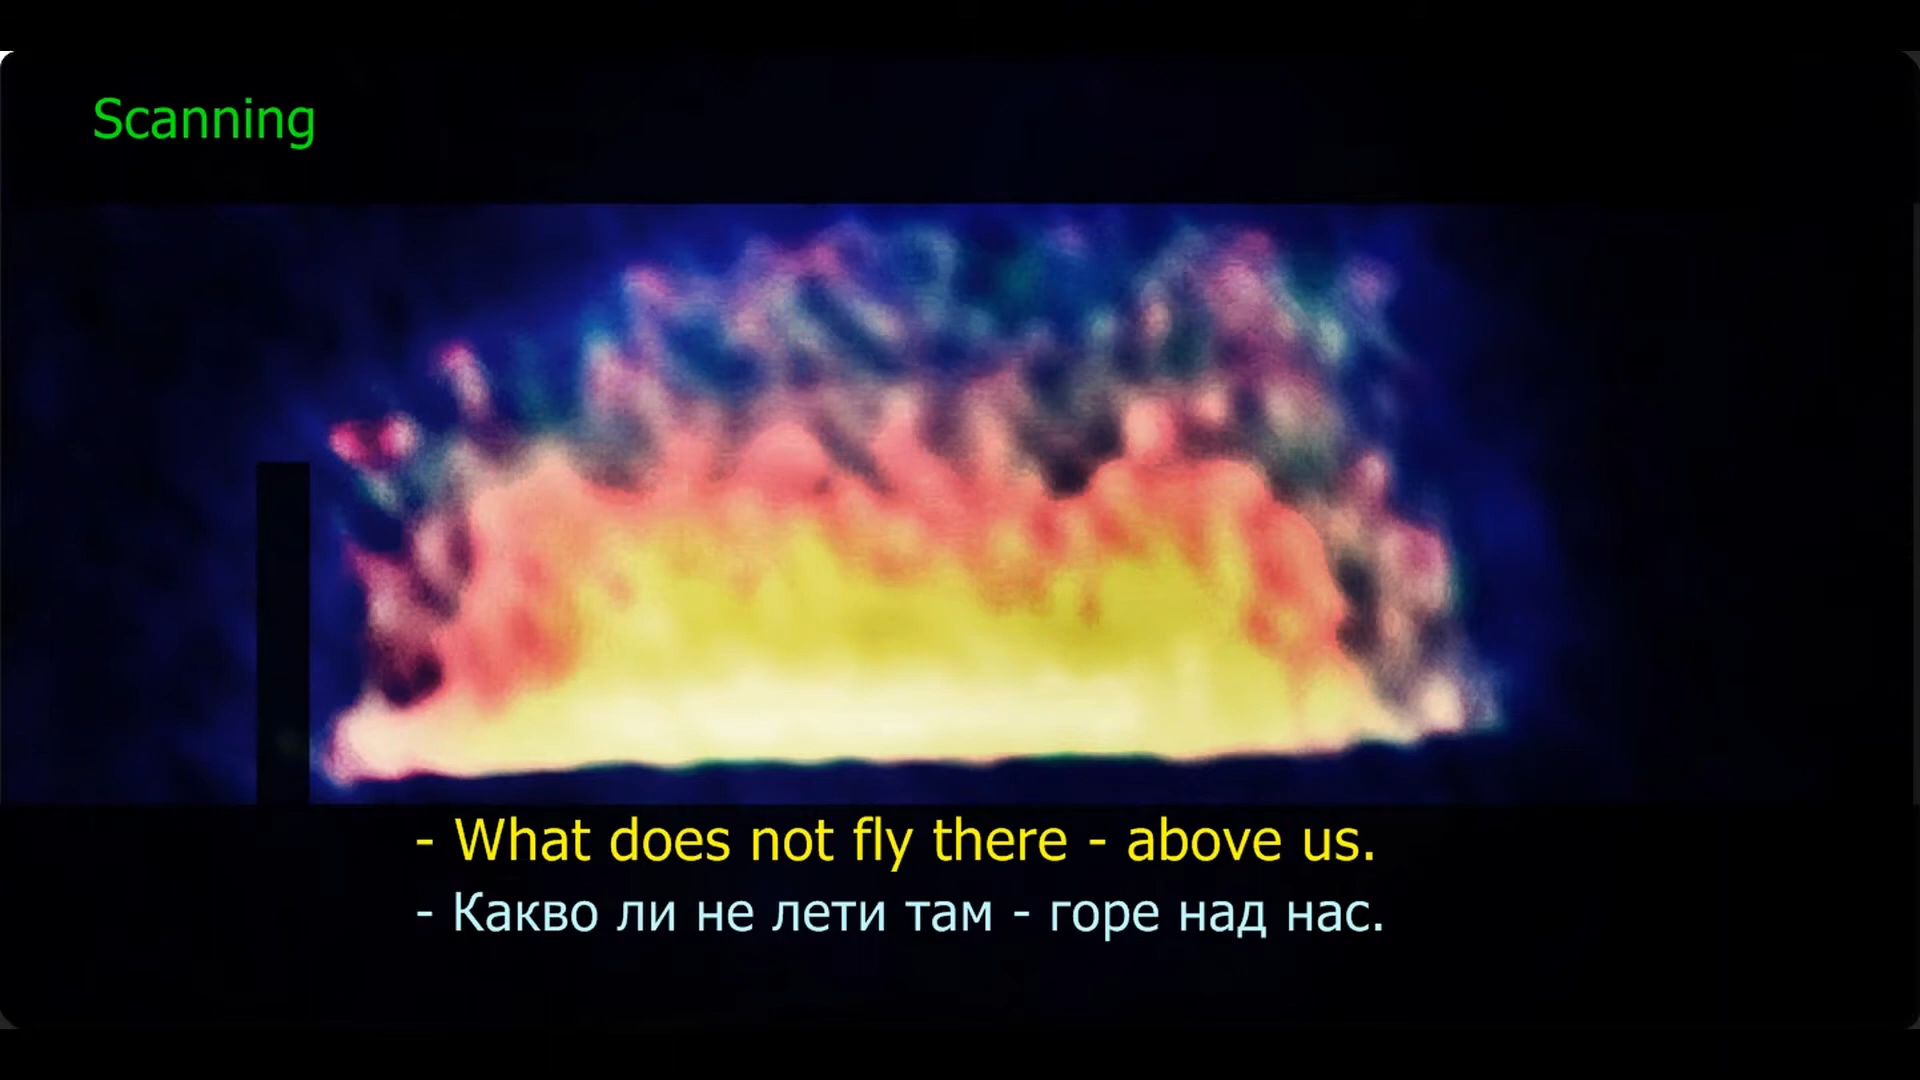 Scanning
- What does not fly there - above us.
- Какво ли не лети там - горе над нас.